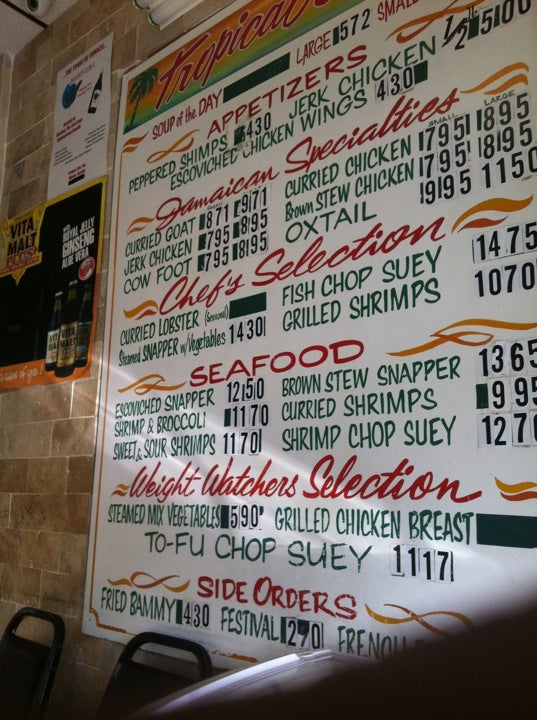 Tropical
SOUP of the DAY LARGE 572 SMALL
APPETIZERS
PEPPERED SHIMPS 430 JERK CHICKEN 1/2 5100
ESCOVICHED CHICKEN WINGS 430
Jamaican Specialties
SMALL LARGE
CURRIED GOAT 871 971 CURRIED CHICKEN 795 895
JERK CHICKEN 795 895 Brown STEW CHICKEN 795 895
COW FOOT 795 895 OXTAIL 995 1150
Chef's Selection
CURRIED LOBSTER (Seasonal) FISH CHOP SUEY 1475
Steamed SNAPPER w/Vegetables 1430 GRILLED SHRIMPS 1070
SEAFOOD
ESCOVICHED SNAPPER 1250 BROWN STEW SNAPPER 1365
SHRIMP & BROCCOLI 1170 CURRIED SHRIMPS 995
SWEET & SOUR SHRIMPS 1170 SHRIMP CHOP SUEY 1270
Weight Watchers Selection
STEAMED MIX VEGETABLES 590 GRILLED CHICKEN BREAST
TO-FU CHOP SUEY 1117
SIDE ORDERS
FRIED BAMMY 430 FESTIVAL 270 FRENCH
VITA
MALT
PLUS
ROYAL JELLY
GINSENG
ALOE VERA